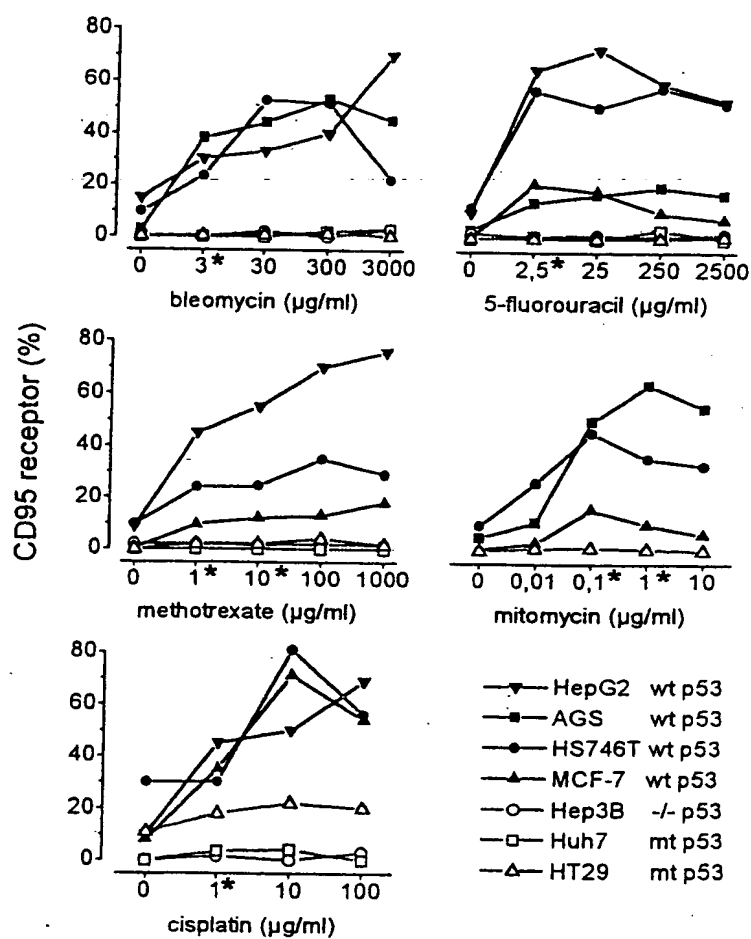 80
60
40
20
0
0 3* 30 300 3000
bleomycin (µg/ml)
0 2,5* 25 250 2500
5-fluorouracil (µg/ml)
CD95 receptor (%)
80
60
40
20
0
0 1* 10* 100 1000
methotrexate (µg/ml)
0 0,01 0,1* 1* 10
mitomycin (µg/ml)
80
60
40
20
0
0 1* 10 100
cisplatin (µg/ml)
HepG2 wt p53
AGS wt p53
HS746T wt p53
MCF-7 wt p53
Hep3B -/- p53
Huh7 mt p53
HT29 mt p53